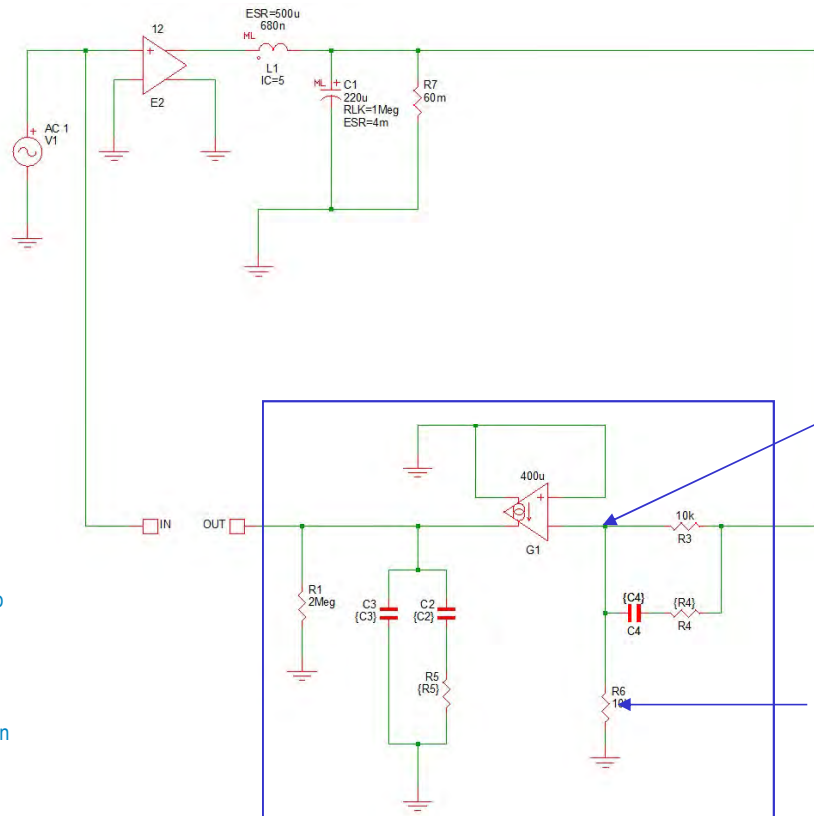 ESR=500u
680n
ML
L1
IC=5
12
E2
AC 1
V1
ML
C1
220u
RLK=1Meg
ESR=4m
R7
60m
IN
OUT
400u
G1
10k
R3
{C4}
C4
{R4}
R4
R1
2Meg
C3
{C3}
C2
{C2}
R5
{R5}
R6